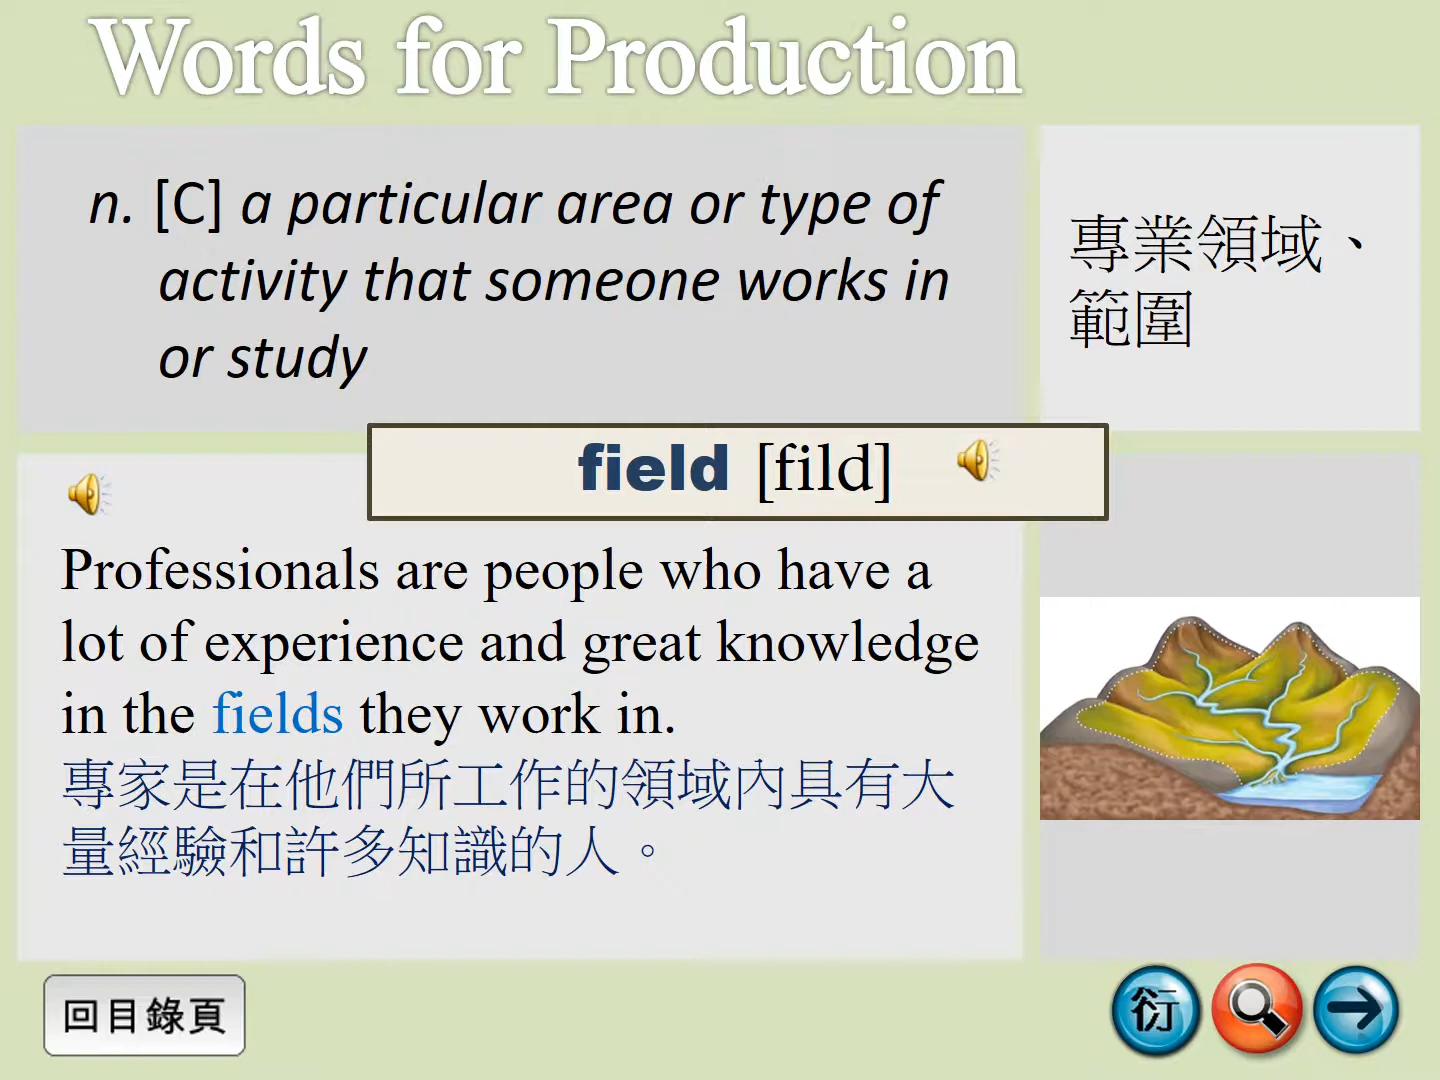 Words for Production
n. [C] a particular area or type of
activity that someone works in
or study
專業領域、
範圍
field [fild]
Professionals are people who have a
lot of experience and great knowledge
in the fields they work in.
專家是在他們所工作的領域內具有大
量經驗和許多知識的人。
回目錄頁
衍